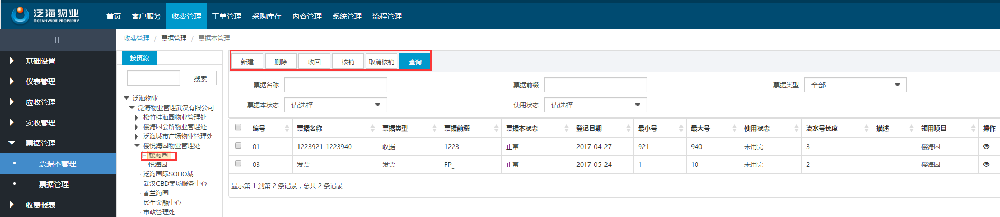 泛海物业
OCEANWIDE PROPERTY
首页 客户服务 收费管理 工单管理 采购库存 内容管理 系统管理 流程管理
收费管理 / 票据管理 / 票据本管理
基础设置
仪表管理
应收管理
实收管理
票据管理
票据本管理
票据管理
收费报表
按资源
搜索
泛海物业
泛海物业管理武汉有限公司
松竹桂海园物业管理处
樱海园会所物业管理处
泛海城市广场物业管理处
樱悦海园物业管理处
樱海园
悦海园
泛海国际SOHO城
武汉CBD案场服务中心
香兰海园
民生金融中心
市政管理处
新建 删除 收回 核销 取消核销 查询
票据名称 票据前缀 票据类型 全部
票据本状态 请选择 使用状态 请选择
编号 票据名称 票据类型 票据前缀 票据本状态 登记日期 最小号 最大号 使用状态 流水号长度 描述 领用项目 操作
01 1223921-1223940 收据 1223 正常 2017-04-27 921 940 未用完 3 樱海园
03 发票 发票 FP_ 正常 2017-05-24 1 10 未用完 2 樱海园
显示第 1 到第 2 条记录，总共 2 条记录